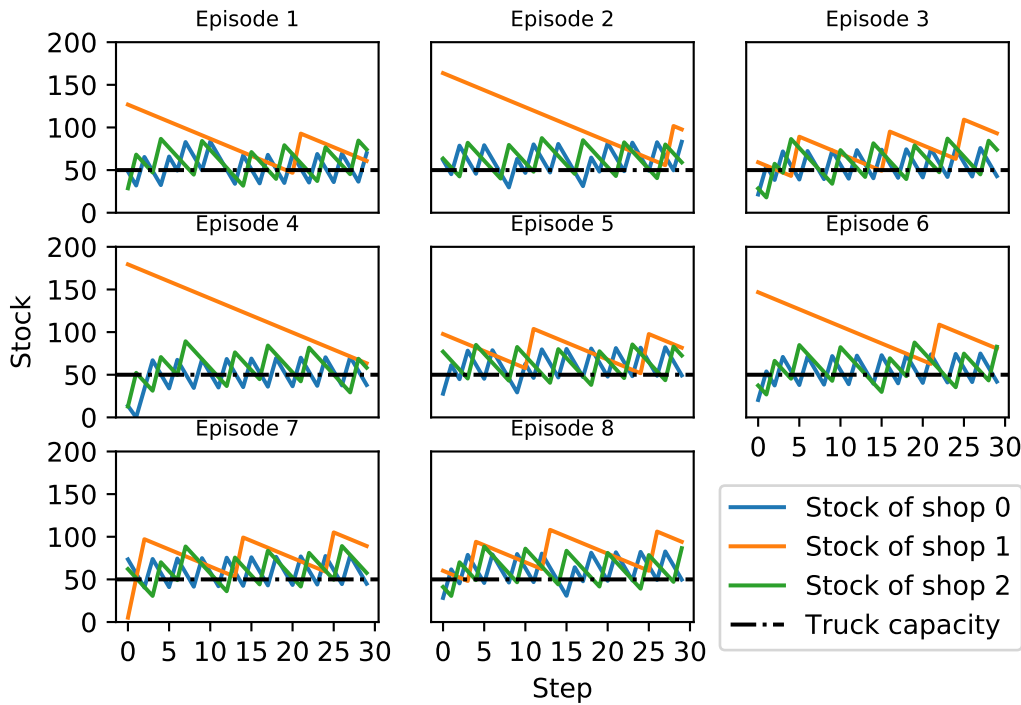 Episode 1
Episode 2
Episode 3
200
150
100
50
0
Episode 4
Episode 5
Episode 6
200
150
100
50
0
0 5 10 15 20 25 30
Stock
Episode 7
Episode 8
200
150
100
50
0
0 5 10 15 20 25 30
0 5 10 15 20 25 30
Step
Stock of shop 0
Stock of shop 1
Stock of shop 2
Truck capacity